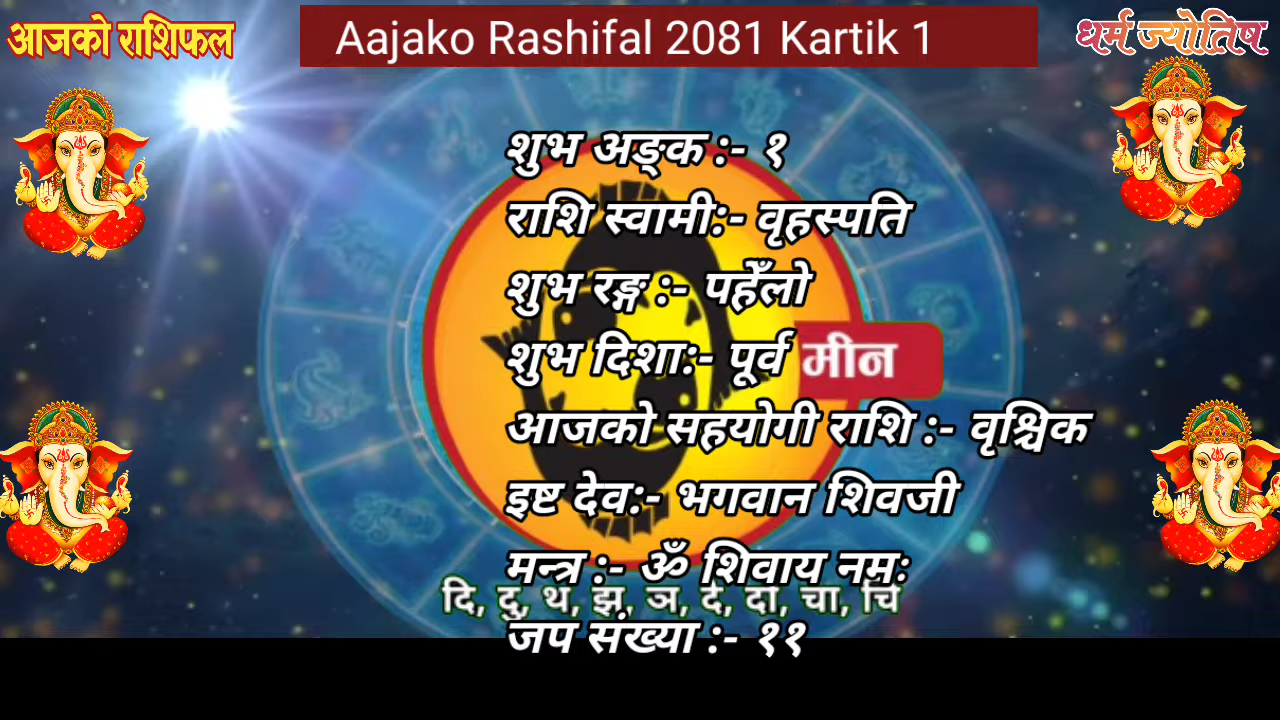 आजको राशिफल
Aajako Rashifal 2081 Kartik 1
धर्म ज्योतिष
शुभ अङ्क :- १
राशि स्वामी:- वृहस्पति
शुभ रङ्ग :- पहेँलो
शुभ दिशा:- पूर्व
मीन
आजको सहयोगी राशि :- वृश्चिक
इष्ट देव:- भगवान शिवजी
मन्त्र :- ॐ शिवाय नमः
दि, दु, थ, झ, ञ, दे, दा, चा, चि
जप संख्या :- ११